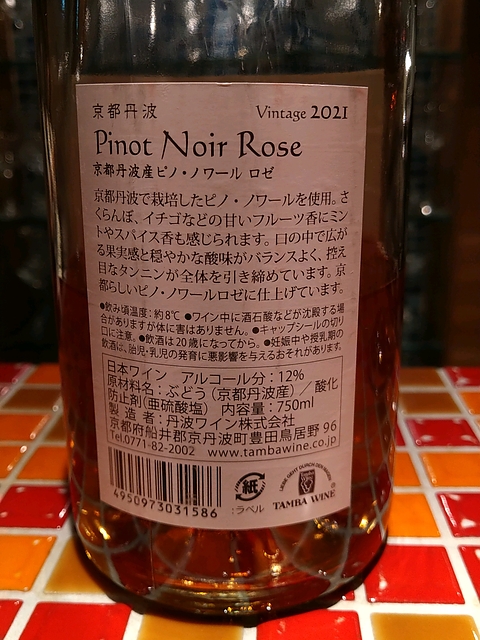 京都丹波 Vintage 2021
Pinot Noir Rose
京都丹波産ピノ・ノワール ロゼ
京都丹波で栽培したピノ・ノワールを使用。さ
くらんぼ、イチゴなどの甘いフルーツ香にミン
トやスパイス香も感じられます。口の中で広が
る果実感と穏やかな酸味がバランスよく、控え
目なタンニンが全体を引き締めています。京
都らしいピノ・ノワールロゼに仕上げています。
●飲み頃温度：約8℃ ●ワイン中に酒石酸などが沈殿する場
合がありますが体に害はありません。●キャップシールの切り
口に注意。●飲酒は20歳になってから。●妊娠中や授乳期の
飲酒は、胎児・乳児の発育に悪影響を与えるおそれがあります。
日本ワイン アルコール分：12%
原材料名：ぶどう（京都丹波産）／酸化
防止剤(亜硫酸塩) 内容量：750ml
製造者：丹波ワイン株式会社
京都府船井郡京丹波町豊田鳥居野 96
Tel.0771-82-2002 www.tambawine.co.jp
4950973031586
紙
：ラベル
LIEBE GEHT DURCH DEN WEIN
TAMBA WINE